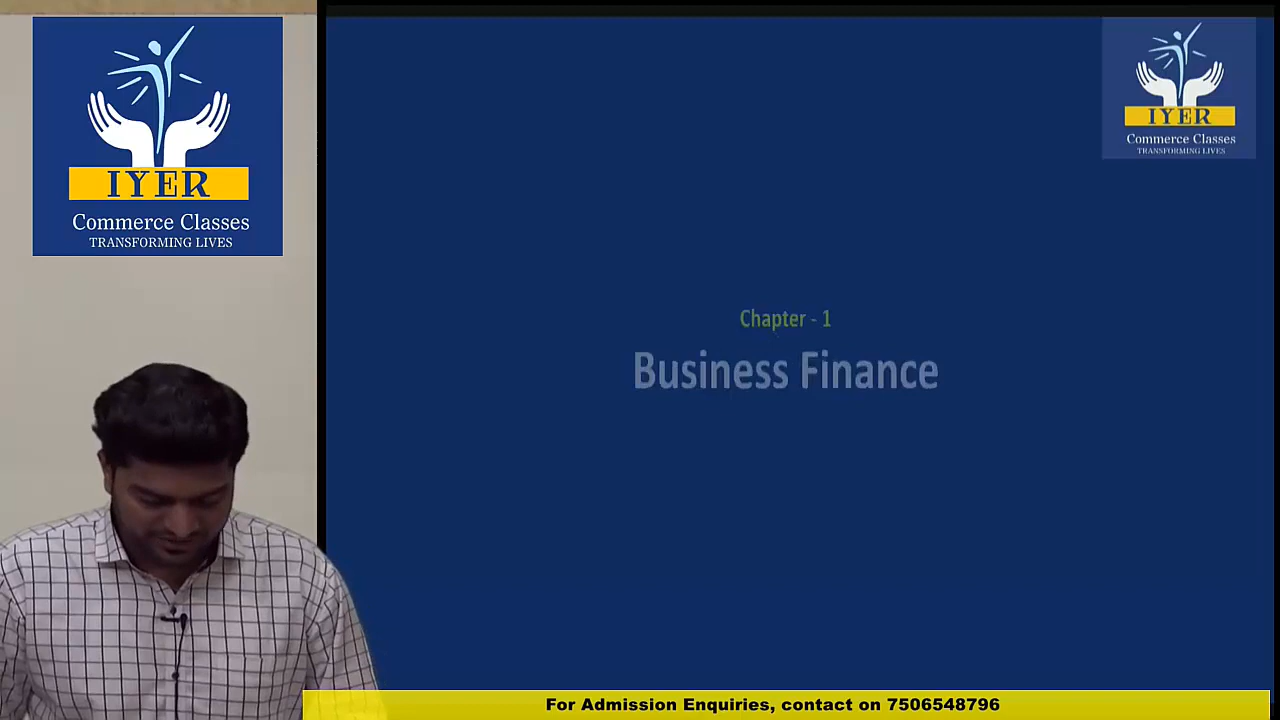 IYER
Commerce Classes
TRANSFORMING LIVES
IYER
Commerce Classes
TRANSFORMING LIVES
Chapter - 1
Business Finance
For Admission Enquiries, contact on 7506548796